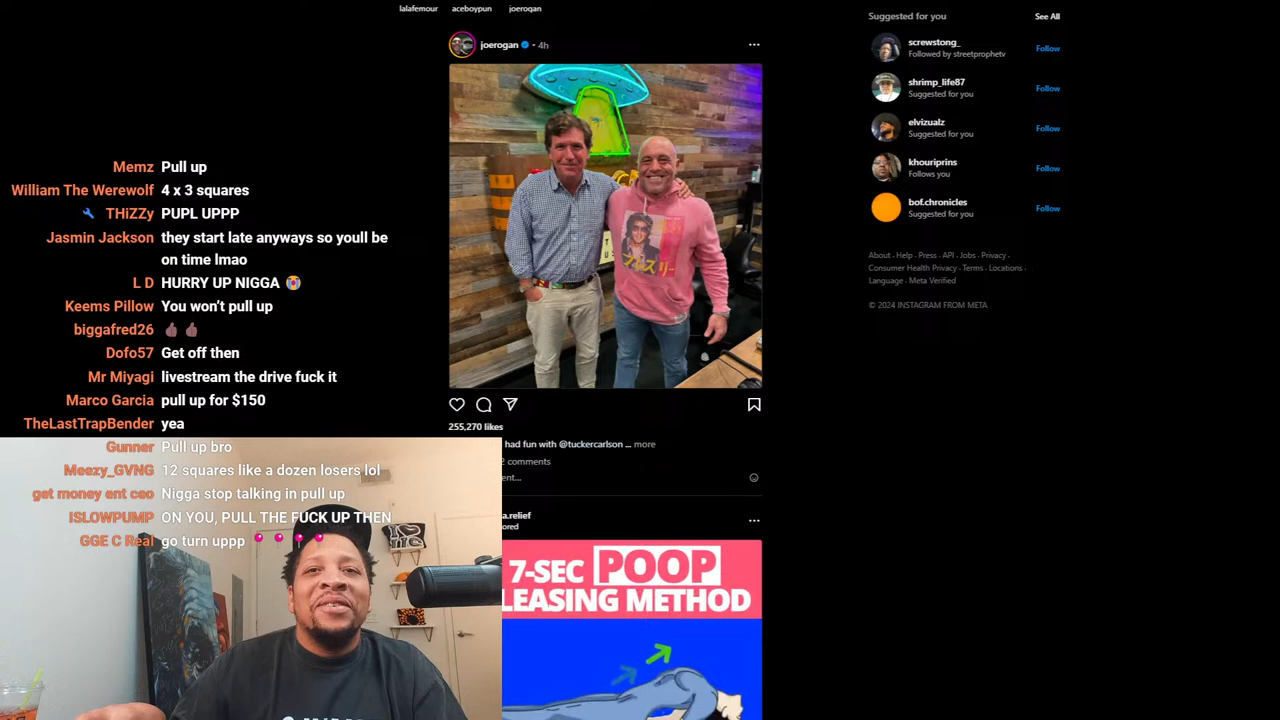 lalafemour aceboypun joeroqan
joerogan • 4h
255,270 likes
had fun with @tuckercarlson ... more
2 comments
ent...
a.relief
ored
7-SEC POOP
LEASING METHOD
Suggested for you See All
screwstong_
Followed by streetprophetv
Follow
shrimp_life87
Suggested for you
Follow
elvizualz
Suggested for you
Follow
khouriprins
Follows you
Follow
bof.chronicles
Suggested for you
Follow
About · Help · Press · API · Jobs · Privacy ·
Consumer Health Privacy · Terms · Locations ·
Language · Meta Verified
© 2024 INSTAGRAM FROM META
Memz Pull up
William The Werewolf 4 x 3 squares
THiZZy PUPL UPPP
Jasmin Jackson they start late anyways so youll be
on time lmao
L D HURRY UP NIGGA 😭
Keems Pillow You won’t pull up
biggafred26 👍🏿 👍🏿
Dofo57 Get off then
Mr Miyagi livestream the drive fuck it
Marco Garcia pull up for $150
TheLastTrapBender yea
Gunner Pull up bro
Meezy_GVNG 12 squares like a dozen losers lol
get money ent ceo Nigga stop talking in pull up
ISLOWPUMP ON YOU, PULL THE FUCK UP THEN
GGE C Real go turn uppp